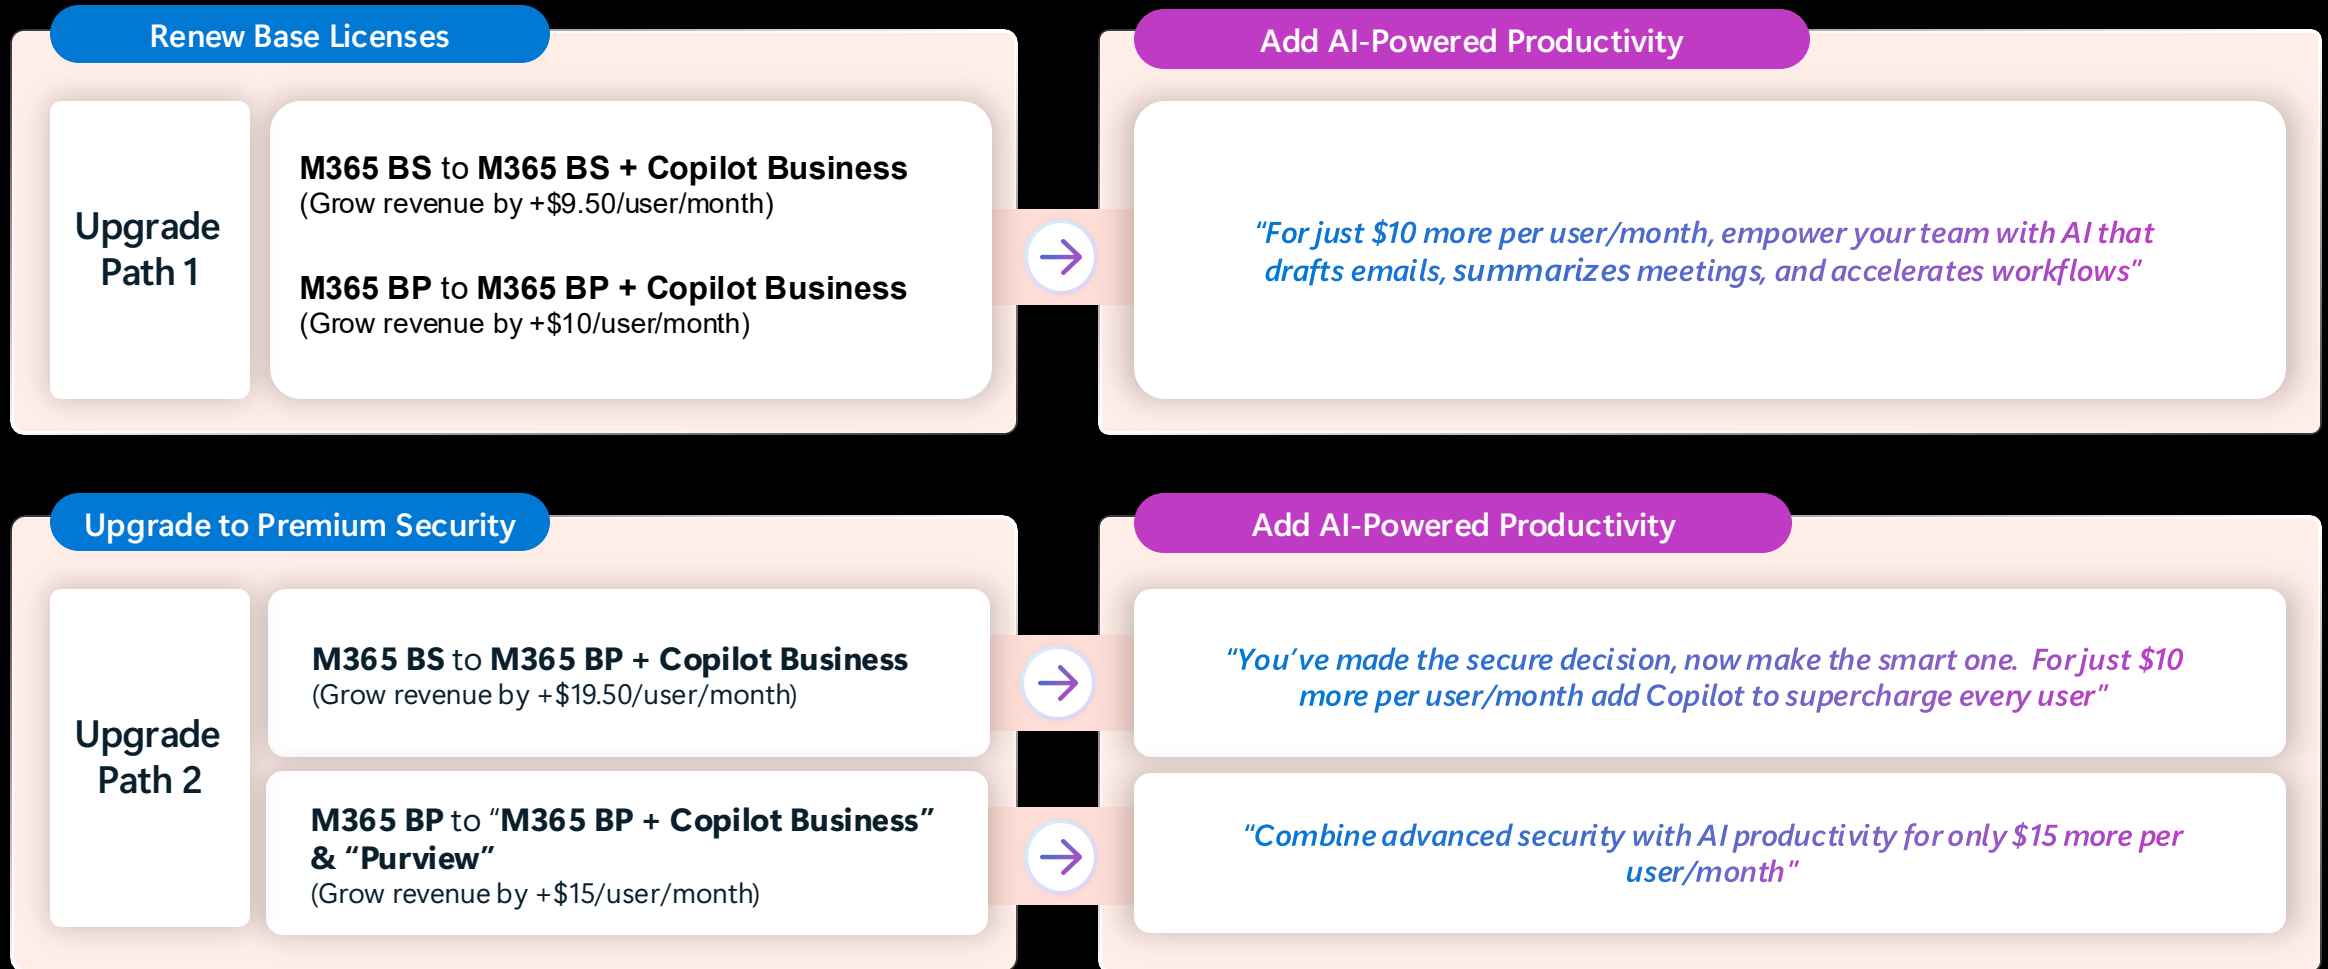 Renew Base Licenses
Upgrade
Path 1
M365 BS to M365 BS + Copilot Business
(Grow revenue by +$9.50/user/month)
M365 BP to M365 BP + Copilot Business
(Grow revenue by +$10/user/month)
Add AI-Powered Productivity
“For just $10 more per user/month, empower your team with AI that
drafts emails, summarizes meetings, and accelerates workflows”
Upgrade to Premium Security
Upgrade
Path 2
M365 BS to M365 BP + Copilot Business
(Grow revenue by +$19.50/user/month)
M365 BP to “M365 BP + Copilot Business”
& “Purview”
(Grow revenue by +$15/user/month)
Add AI-Powered Productivity
“You’ve made the secure decision, now make the smart one. For just $10
more per user/month add Copilot to supercharge every user”
“Combine advanced security with AI productivity for only $15 more per
user/month”